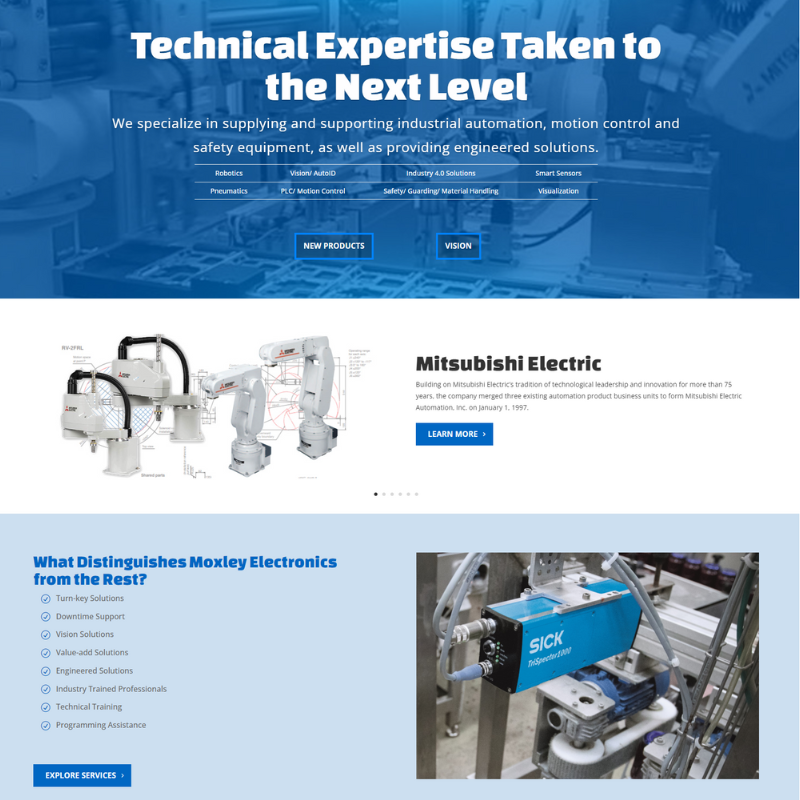 Technical Expertise Taken to
the Next Level
We specialize in supplying and supporting industrial automation, motion control and
safety equipment, as well as providing engineered solutions.
Robotics Vision/ AutoID Industry 4.0 Solutions Smart Sensors
Pneumatics PLC/ Motion Control Safety/ Guarding/ Material Handling Visualization
NEW PRODUCTS VISION
RV-2FRL
Shared parts
Mitsubishi Electric
Building on Mitsubishi Electric's tradition of technological leadership and innovation for more than 75
years, the company merged three existing automation product business units to form Mitsubishi Electric
Automation, Inc. on January 1, 1997.
LEARN MORE
What Distinguishes Moxley Electronics
from the Rest?
Turn-key Solutions
Downtime Support
Vision Solutions
Value-add Solutions
Engineered Solutions
Industry Trained Professionals
Technical Training
Programming Assistance
EXPLORE SERVICES
SICK
TriSpector1000